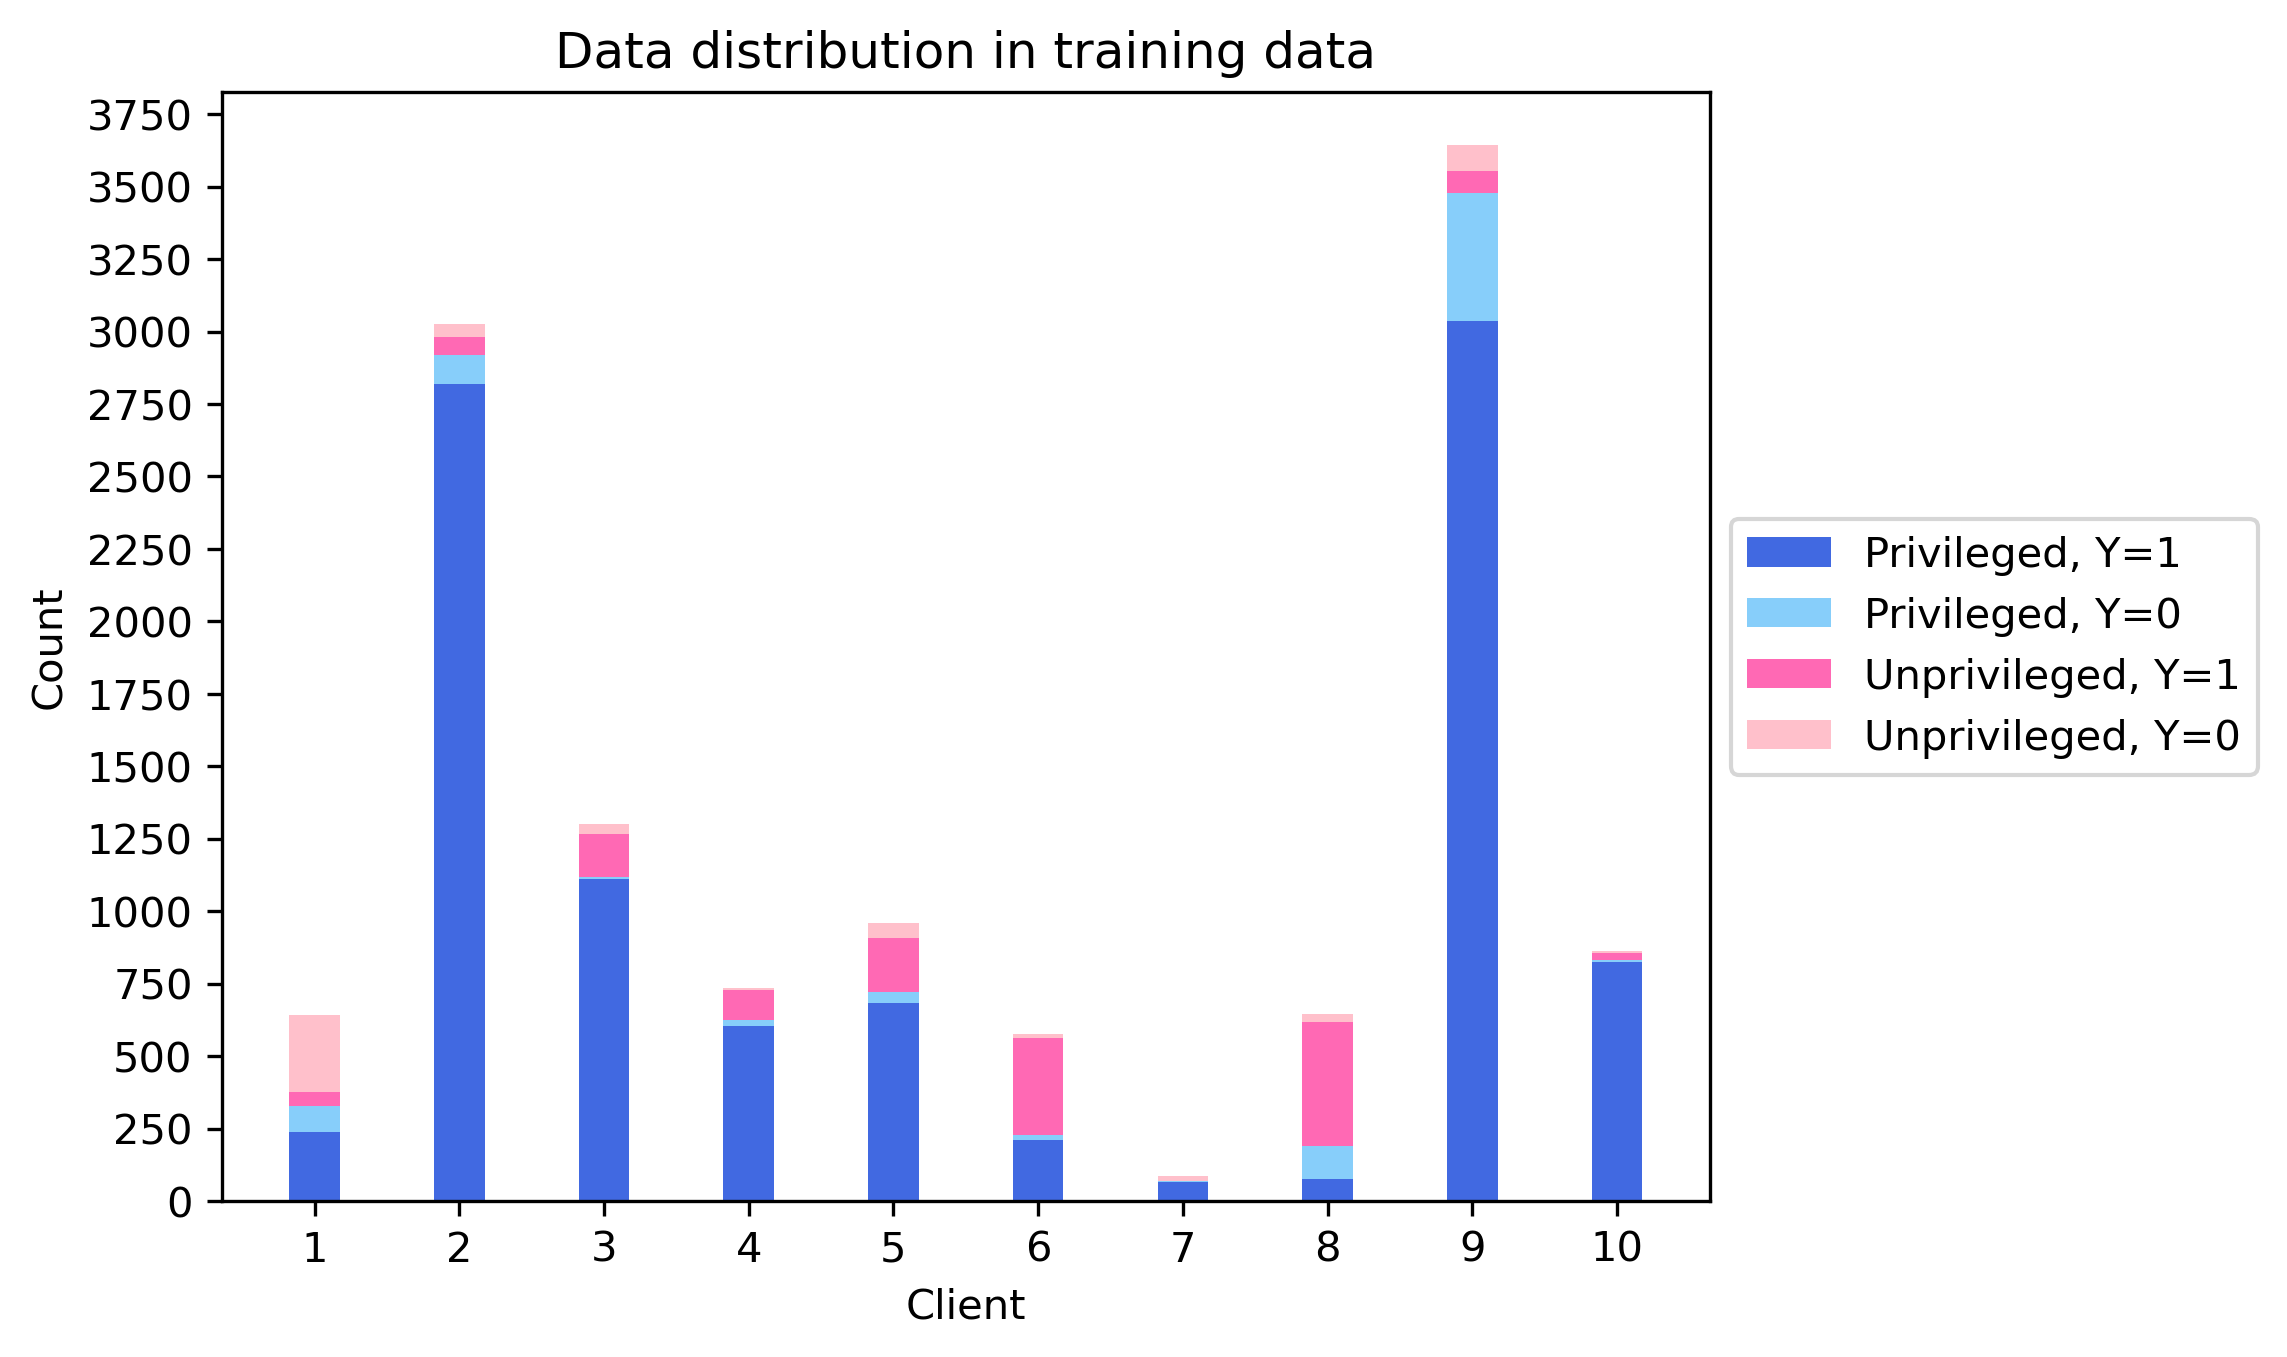 Data distribution in training data
3750
3500
3250
3000
2750
2500
2250
2000
1750
1500
1250
1000
750
500
250
0
Count
1 2 3 4 5 6 7 8 9 10
Client
Privileged, Y=1
Privileged, Y=0
Unprivileged, Y=1
Unprivileged, Y=0